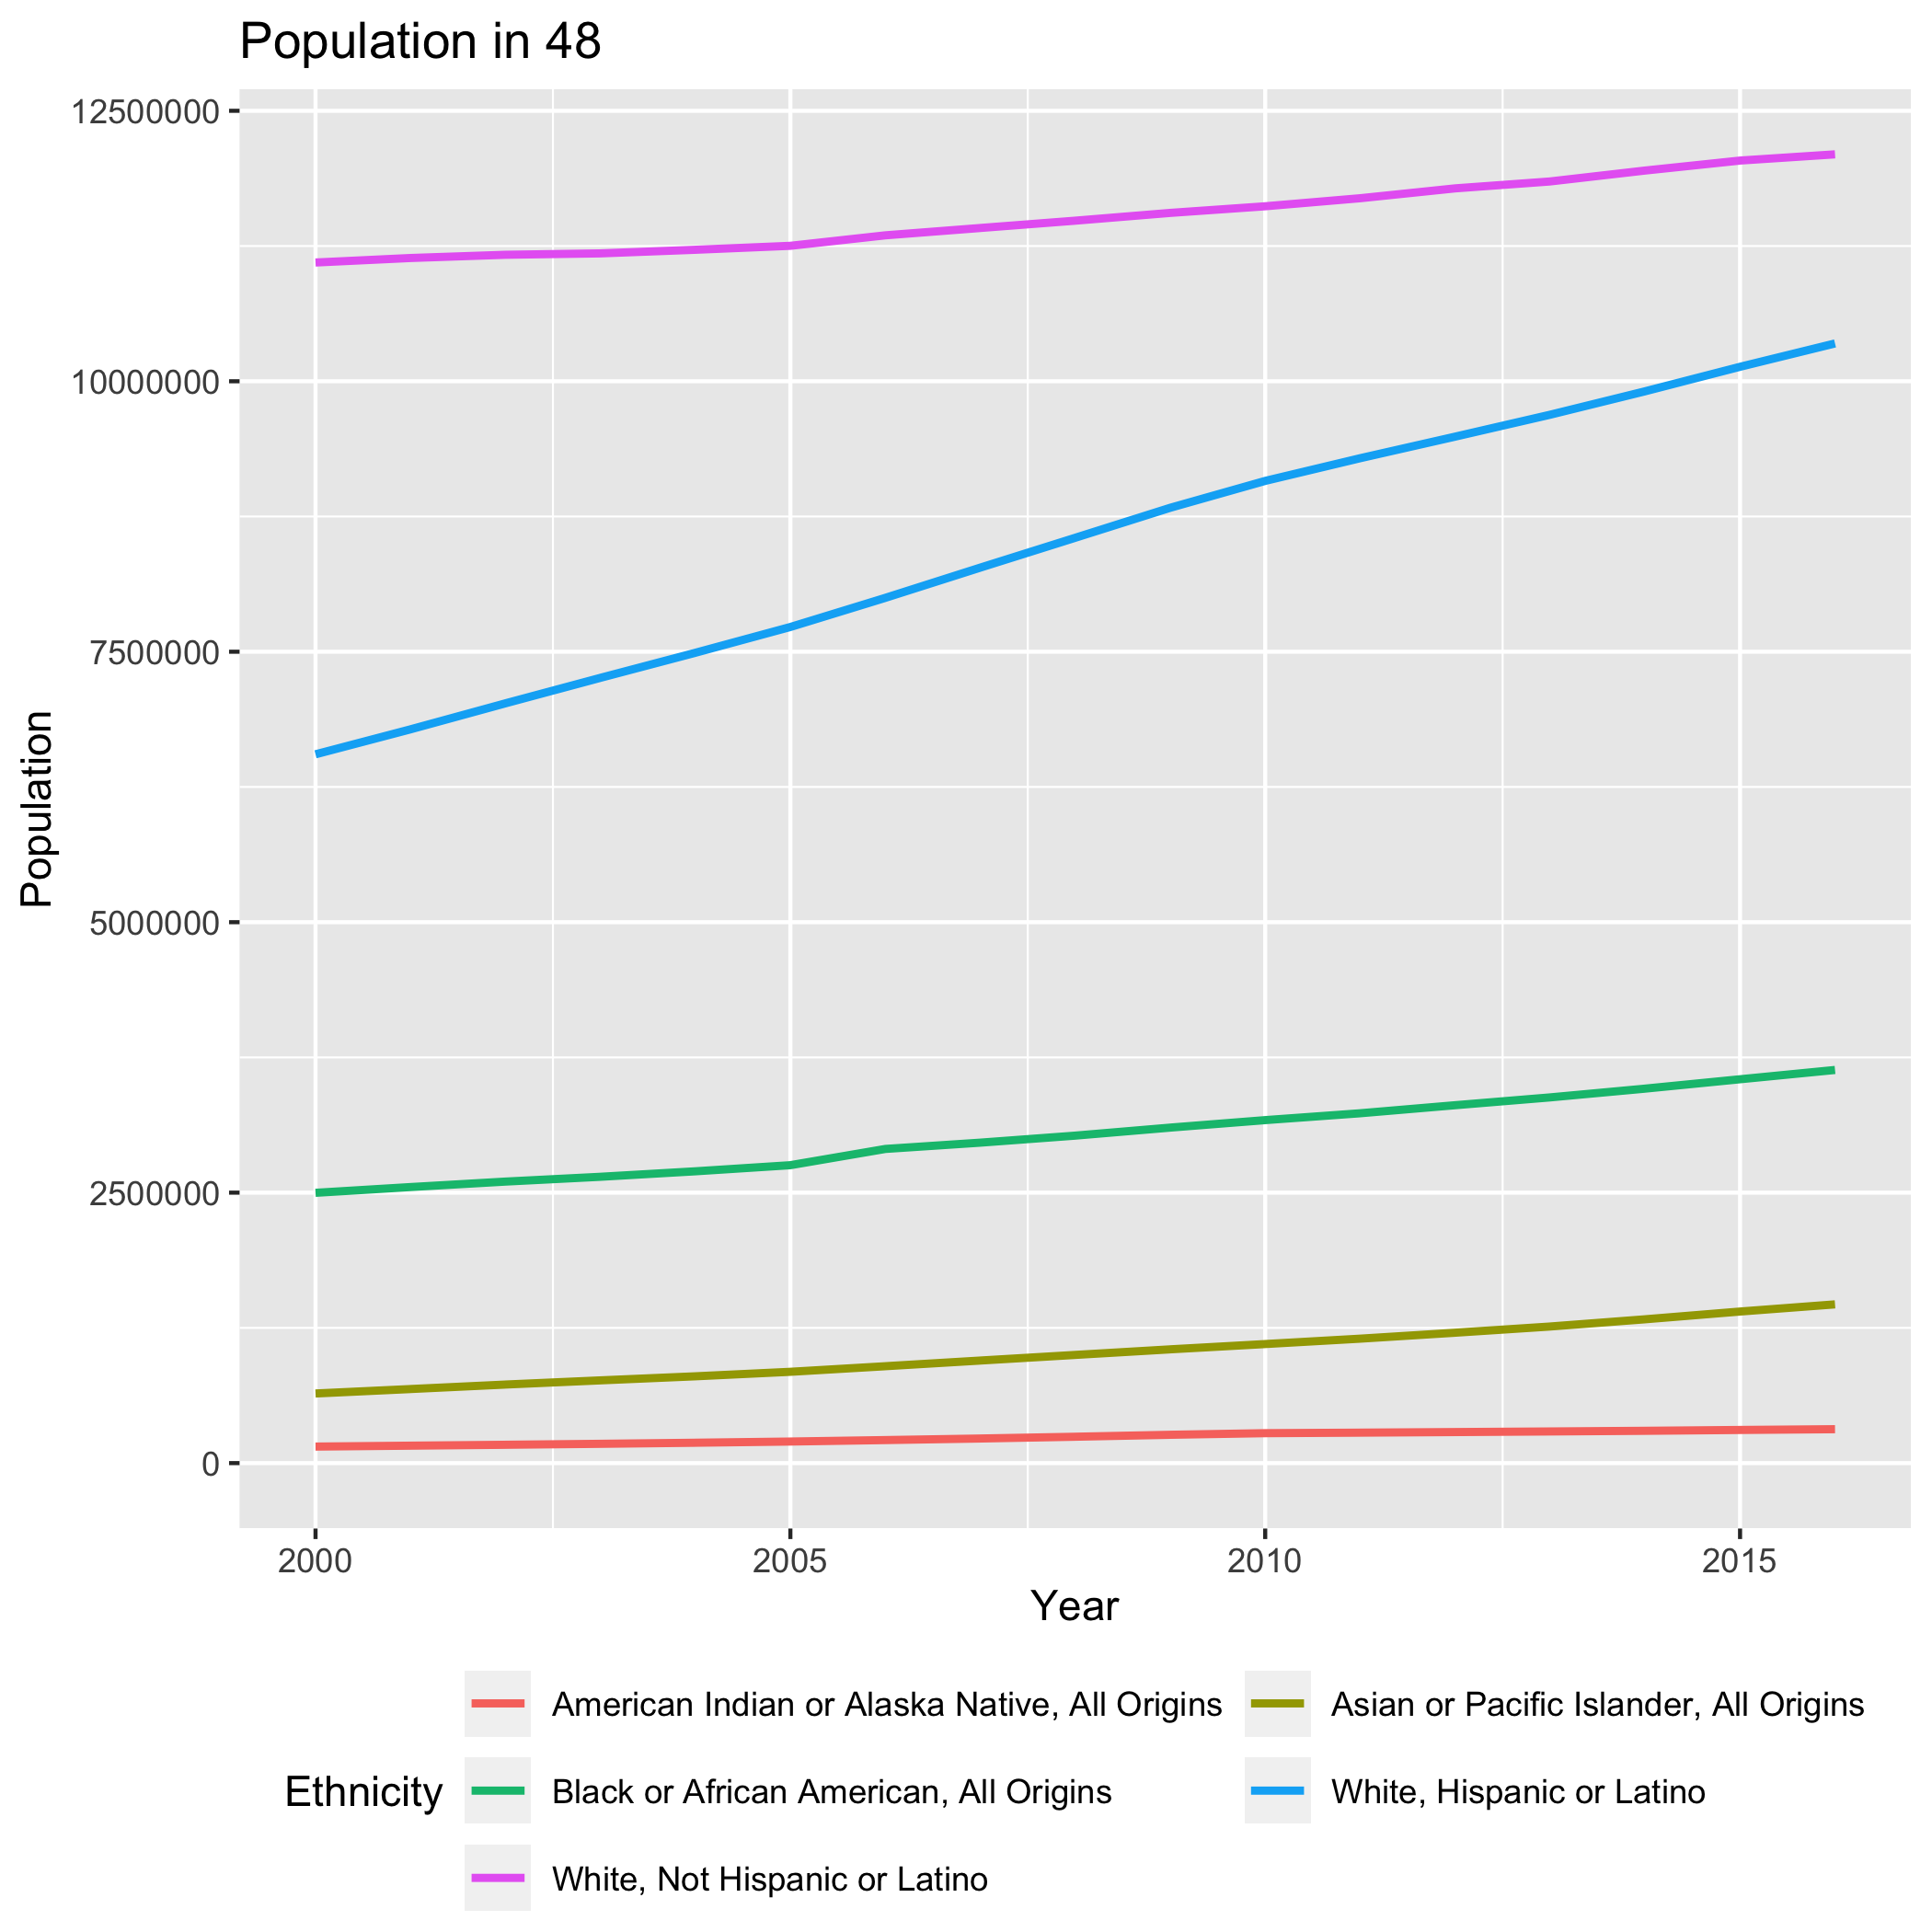 Population in 48
12500000
10000000
7500000
5000000
2500000
0
Population
2000 2005 2010 2015
Year
Ethnicity
American Indian or Alaska Native, All Origins
Asian or Pacific Islander, All Origins
Black or African American, All Origins
White, Hispanic or Latino
White, Not Hispanic or Latino